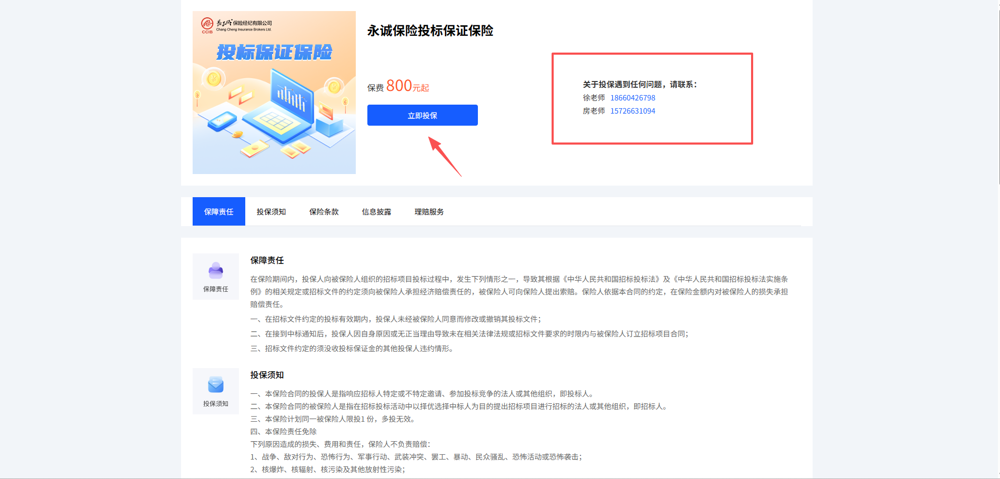 长城保险经纪有限公司
CCIB Chang Cheng Insurance Brokers Ltd.
投标保证保险
永诚保险投标保证保险
保费 800元起
立即投保
关于投保遇到任何问题，请联系：
徐老师 18660426798
房老师 15726631094
保障责任 投保须知 保险条款 信息披露 理赔服务
保障责任
保障责任
在保险期间内，投保人向被保险人组织的招标项目投标过程中，发生下列情形之一，导致其根据《中华人民共和国招标投标法》及《中华人民共和国招标投标法实施条
例》的相关规定或招标文件的约定须向被保险人承担经济赔偿责任的，被保险人可向保险人提出索赔。保险人依据本合同的约定，在保险金额内对被保险人的损失承担
赔偿责任。
一、在招标文件约定的投标有效期内，投保人未经被保险人同意而修改或撤销其投标文件；
二、在接到中标通知后，投保人因自身原因或无正当理由导致未在相关法律法规或招标文件要求的时限内与被保险人订立招标项目合同；
三、招标文件约定的须没收投标保证金的其他投保人违约情形。
投保须知
投保须知
一、本保险合同的投保人是指响应招标人特定或不特定邀请、参加投标竞争的法人或其他组织，即投标人。
二、本保险合同的被保险人是指在招标投标活动中以择优选择中标人为目的提出招标项目进行招标的法人或其他组织，即招标人。
三、本保险计划同一被保险人限投1 份，多投无效。
四、本保险责任免除
下列原因造成的损失、费用和责任，保险人不负责赔偿：
1、战争、敌对行为、恐怖行为、军事行动、武装冲突、罢工、暴动、民众骚乱、恐怖活动或恐怖袭击；
2、核爆炸、核辐射、核污染及其他放射性污染；